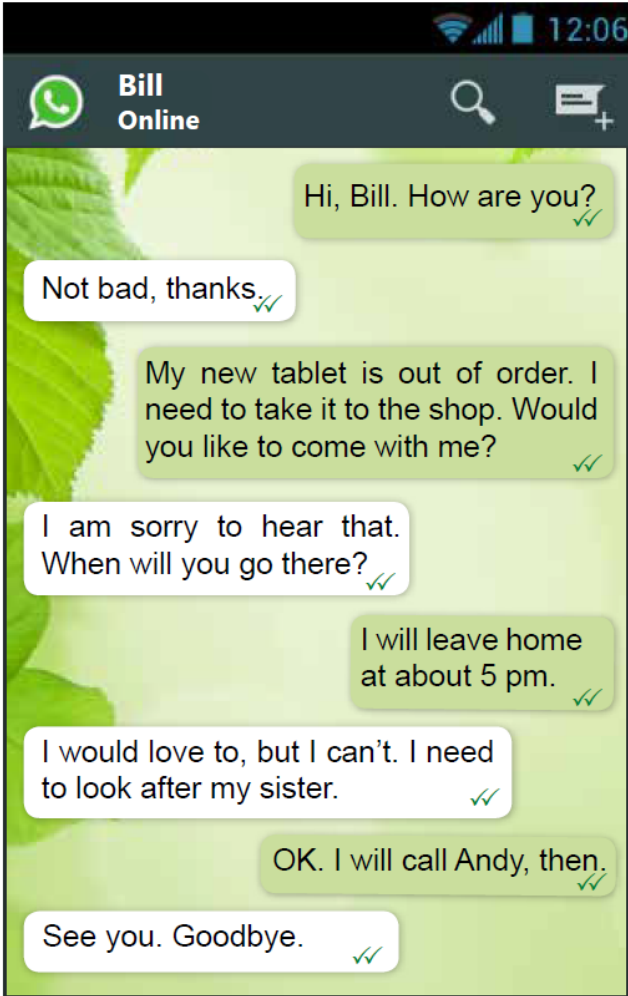 12:06
Bill
Online
Hi, Bill. How are you?
Not bad, thanks.
My new tablet is out of order. I
need to take it to the shop. Would
you like to come with me?
I am sorry to hear that.
When will you go there?
I will leave home
at about 5 pm.
I would love to, but I can’t. I need
to look after my sister.
OK. I will call Andy, then.
See you. Goodbye.